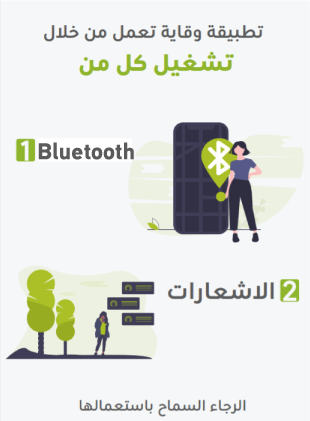 تطبيقة وقاية تعمل من خلال
تشغيل كل من
1 Bluetooth
2 الاشعارات
الرجاء السماح باستعمالها